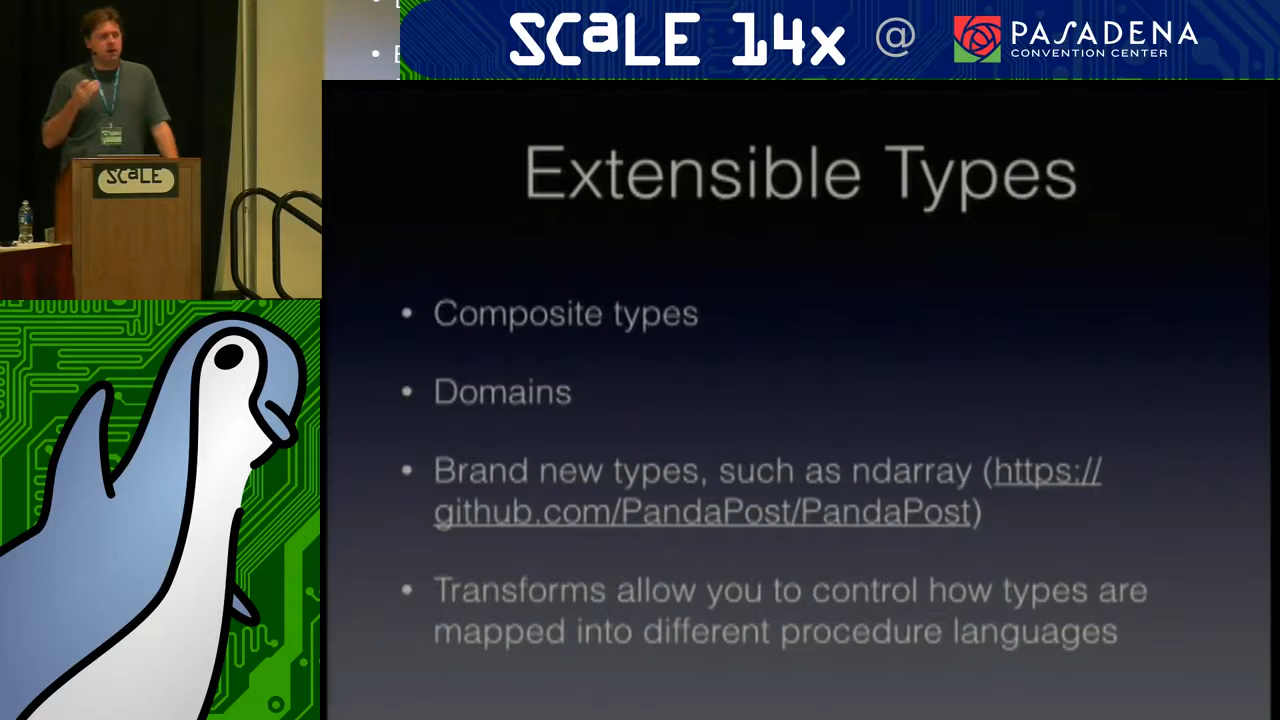 SCALE 14x @ PASADENA
CONVENTION CENTER
SCALE
Extensible Types
• Composite types
• Domains
• Brand new types, such as ndarray (https://
github.com/PandaPost/PandaPost)
• Transforms allow you to control how types are
mapped into different procedure languages